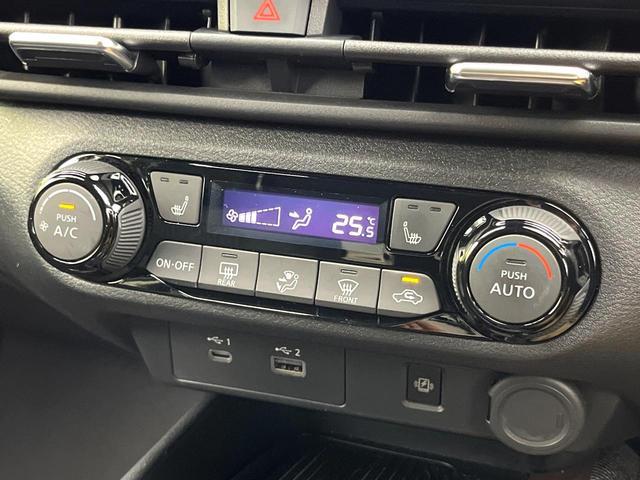 PUSH
A/C
25.5 °C
PUSH
AUTO
ON·OFF
REAR
FRONT
1
2